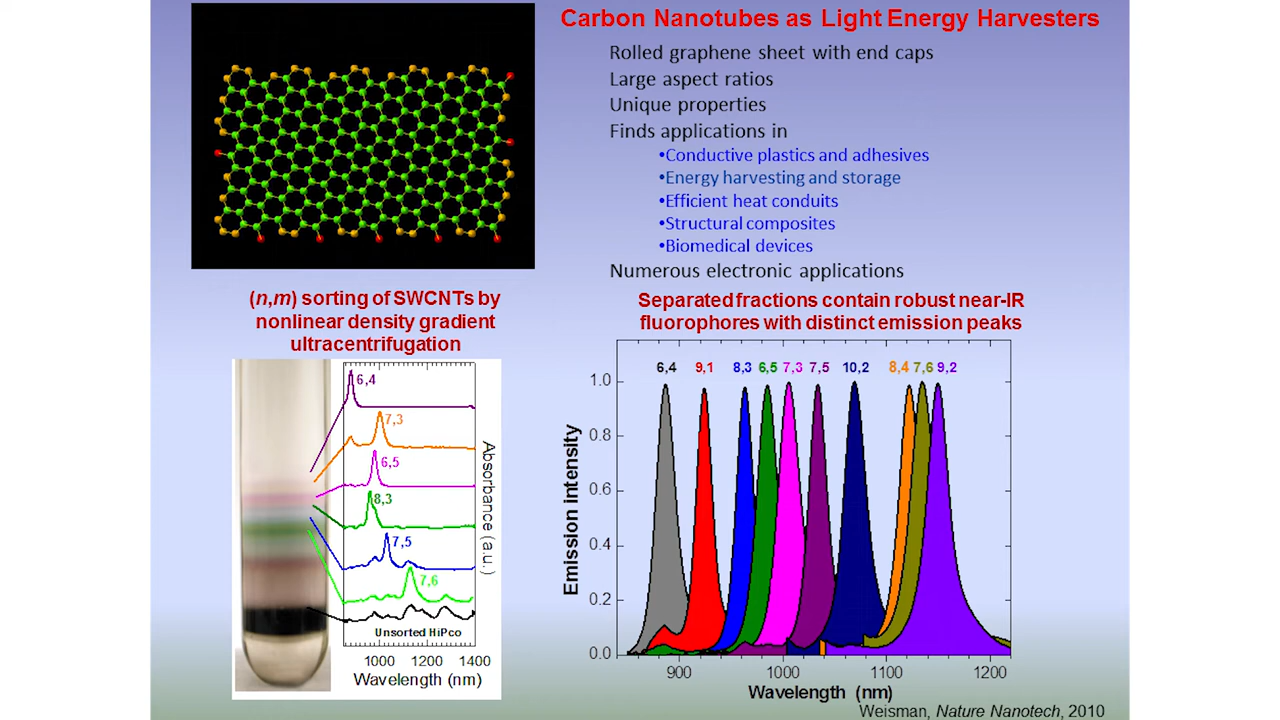 Carbon Nanotubes as Light Energy Harvesters
Rolled graphene sheet with end caps
Large aspect ratios
Unique properties
Finds applications in
•Conductive plastics and adhesives
•Energy harvesting and storage
•Efficient heat conduits
•Structural composites
•Biomedical devices
Numerous electronic applications
(n,m) sorting of SWCNTs by
nonlinear density gradient
ultracentrifugation
6,4
7,3
6,5
8,3
7,5
7,6
Unsorted HiPco
Absorbance (a.u.)
1000 1200 1400
Wavelength (nm)
Separated fractions contain robust near-IR
fluorophores with distinct emission peaks
6,4 9,1 8,3 6,5 7,3 7,5 10,2 8,4 7,6 9,2
1.0
0.8
0.6
0.4
0.2
0.0
Emission intensity
900 1000 1100 1200
Wavelength (nm)
Weisman, Nature Nanotech, 2010